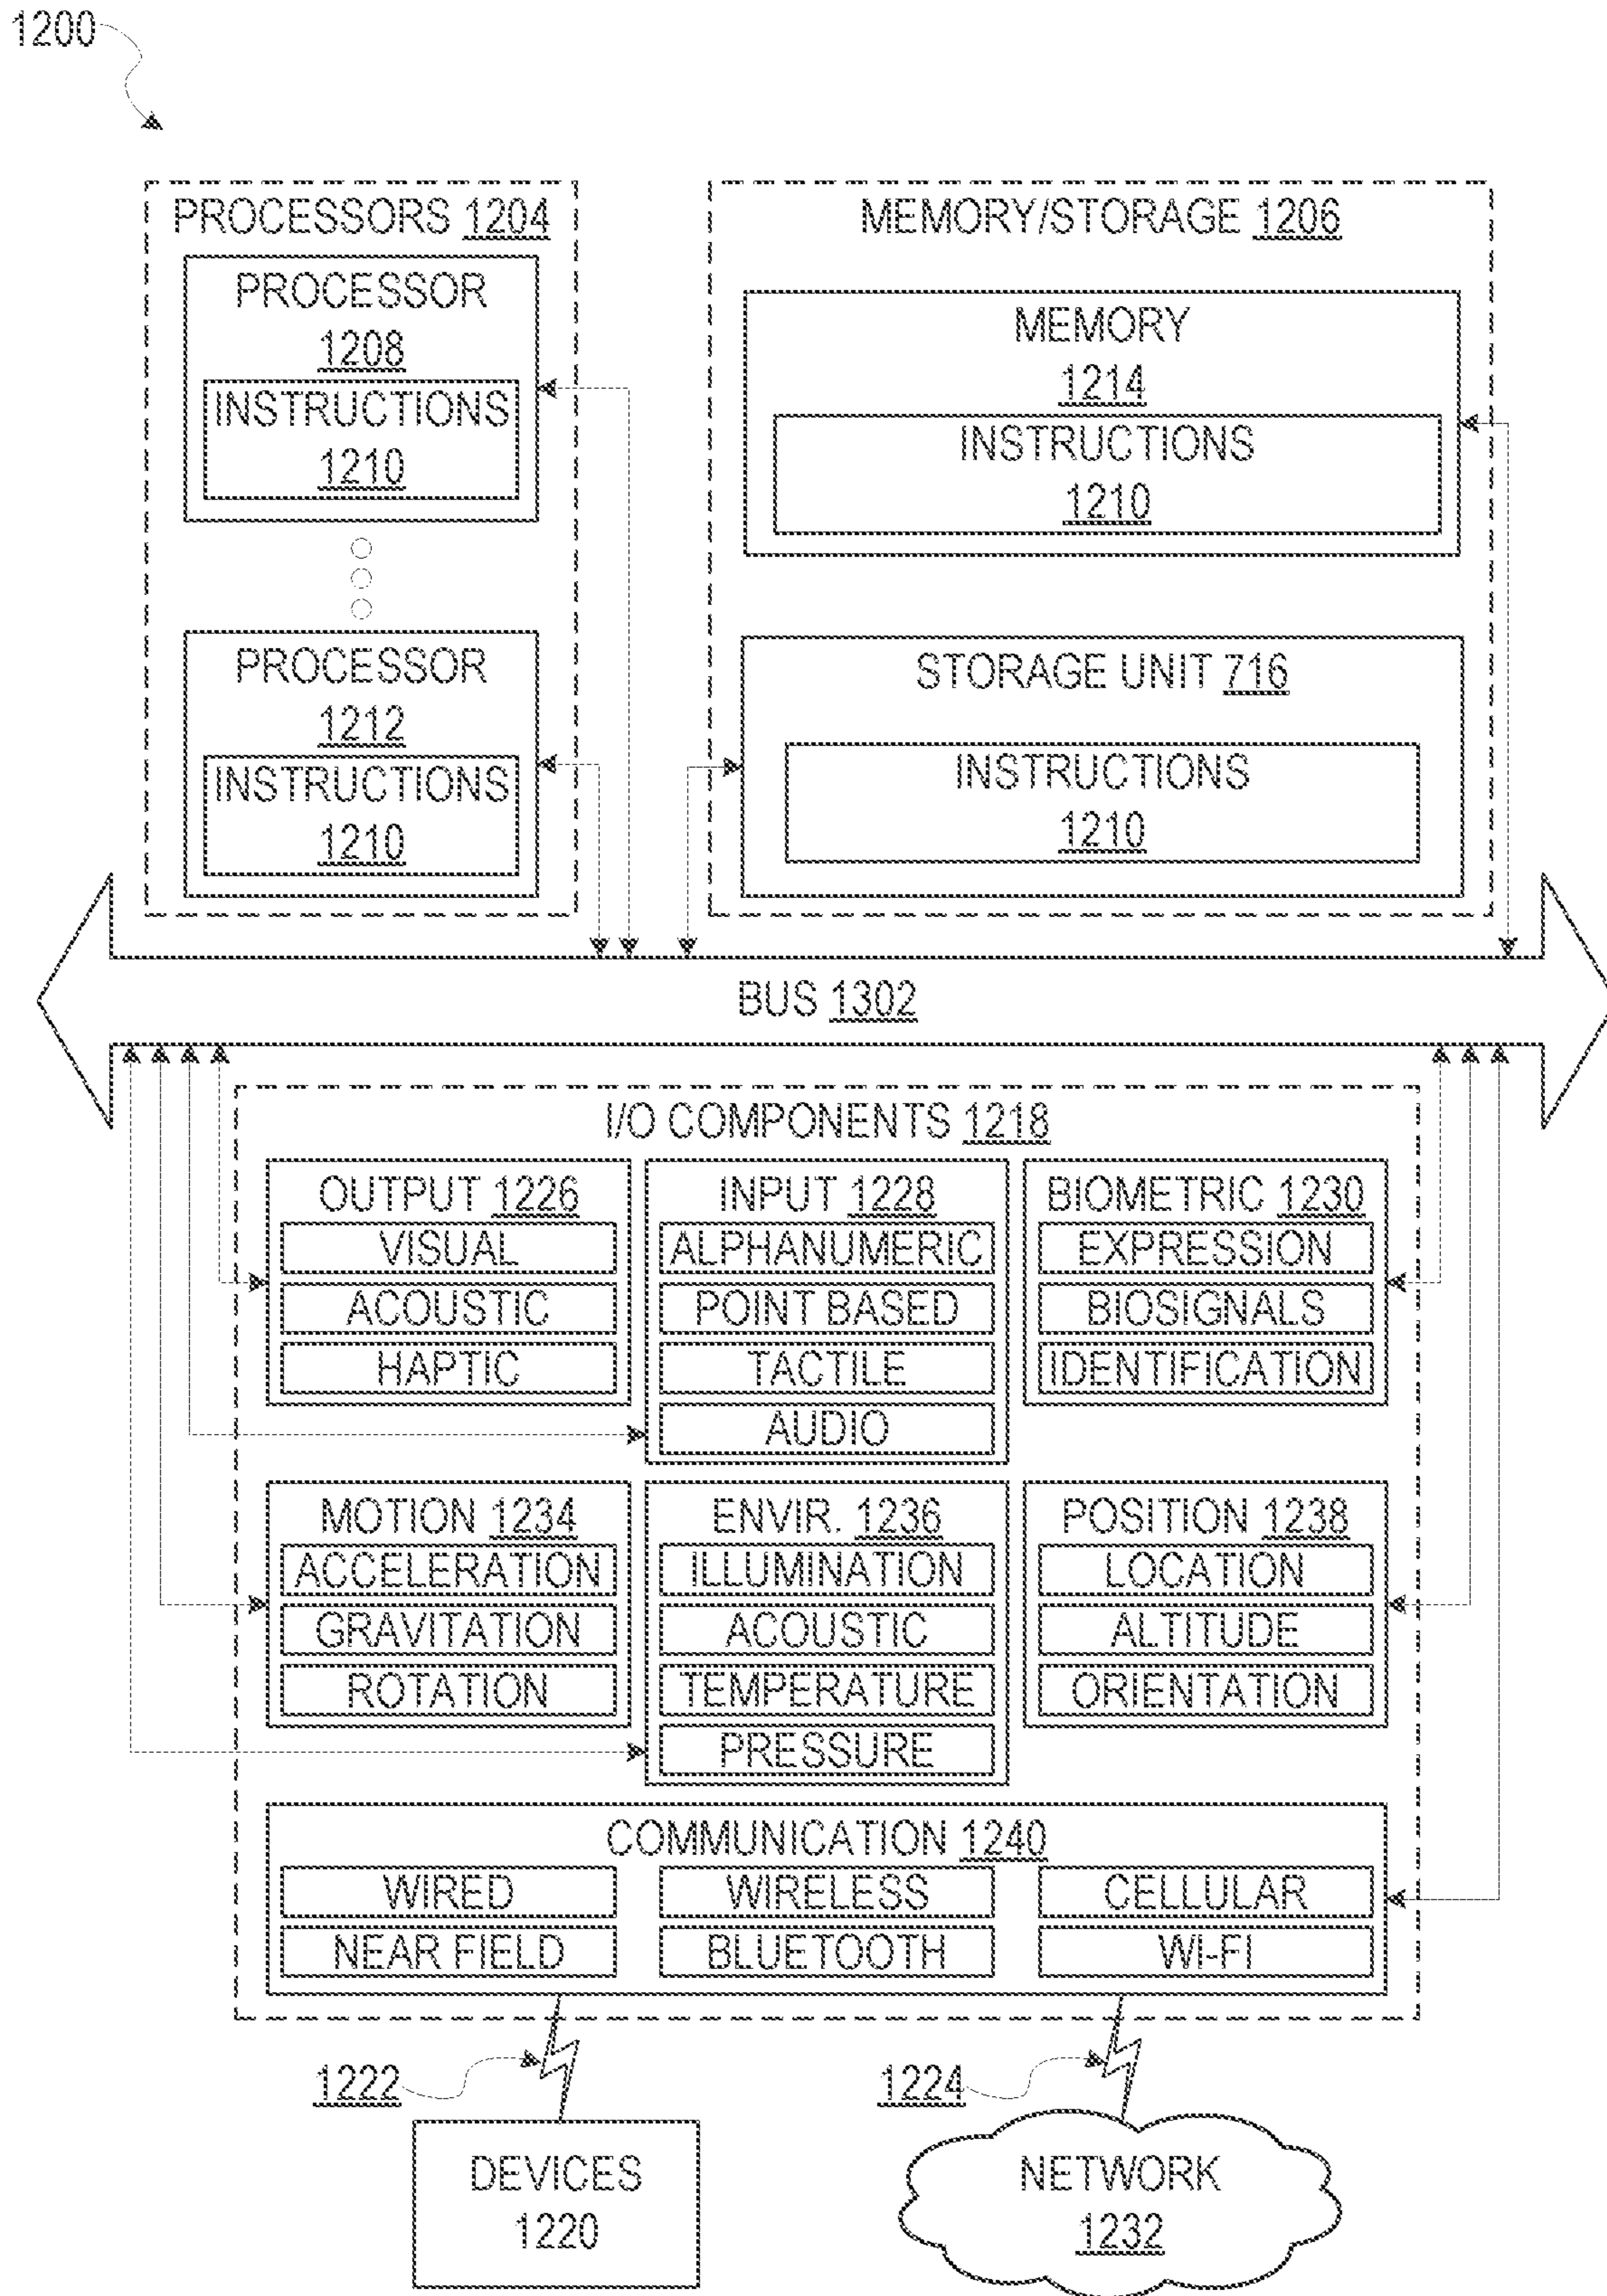 1200
PROCESSORS 1204
PROCESSOR
1208
INSTRUCTIONS
1210
PROCESSOR
1212
INSTRUCTIONS
1210
MEMORY/STORAGE 1206
MEMORY
1214
INSTRUCTIONS
1210
STORAGE UNIT 716
INSTRUCTIONS
1210
BUS 1302
I/O COMPONENTS 1218
OUTPUT 1226
VISUAL
ACOUSTIC
HAPTIC
INPUT 1228
ALPHANUMERIC
POINT BASED
TACTILE
AUDIO
BIOMETRIC 1230
EXPRESSION
BIOSIGNALS
IDENTIFICATION
MOTION 1234
ACCELERATION
GRAVITATION
ROTATION
ENVIR. 1236
ILLUMINATION
ACOUSTIC
TEMPERATURE
PRESSURE
POSITION 1238
LOCATION
ALTITUDE
ORIENTATION
COMMUNICATION 1240
WIRED
WIRELESS
CELLULAR
NEAR FIELD
BLUETOOTH
WI-FI
1222
1224
DEVICES
1220
NETWORK
1232